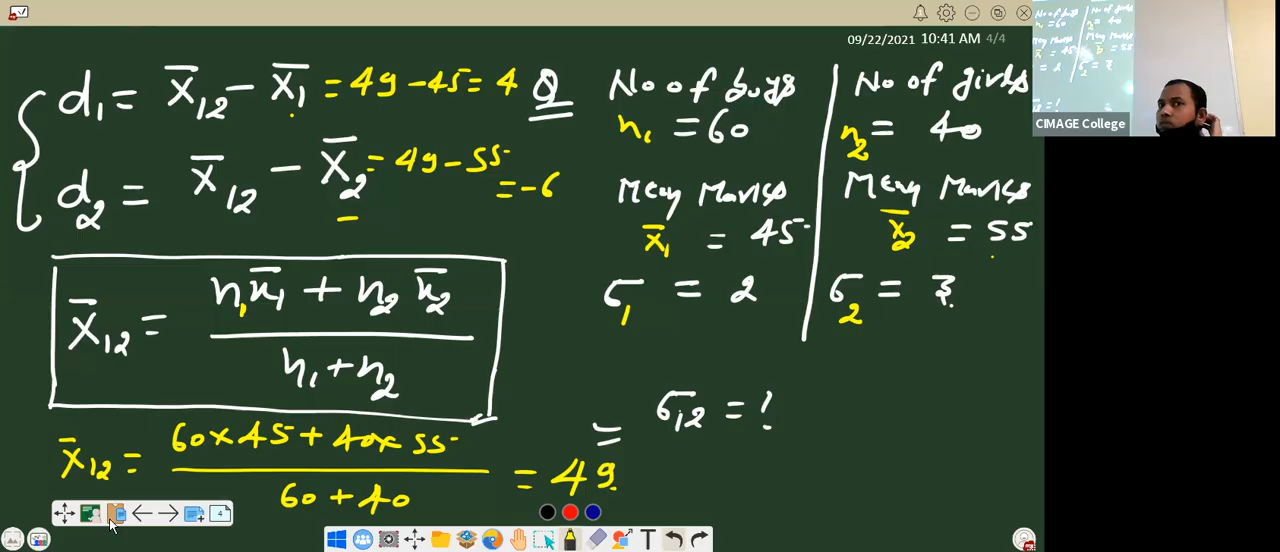 09/22/2021 10:41 AM 4/4
CIMAGE College
d₁ = x̄₁₂ − x̄₁ = 49 − 45 = 4
d₂ = x̄₁₂ − x̄₂ = 49 − 55
= −6
x̄₁₂ = (n₁x̄₁ + n₂x̄₂) / (n₁ + n₂)
x̄₁₂ = (60×45 + 40×55) / (60 + 40) = 49
Q
No of boys
n₁ = 60
Mean Marks
x̄₁ = 45
σ₁ = 2
No of girls
n₂ = 40
Mean Marks
x̄₂ = 55
σ₂ = 3
= σ₁₂ = !
4
T